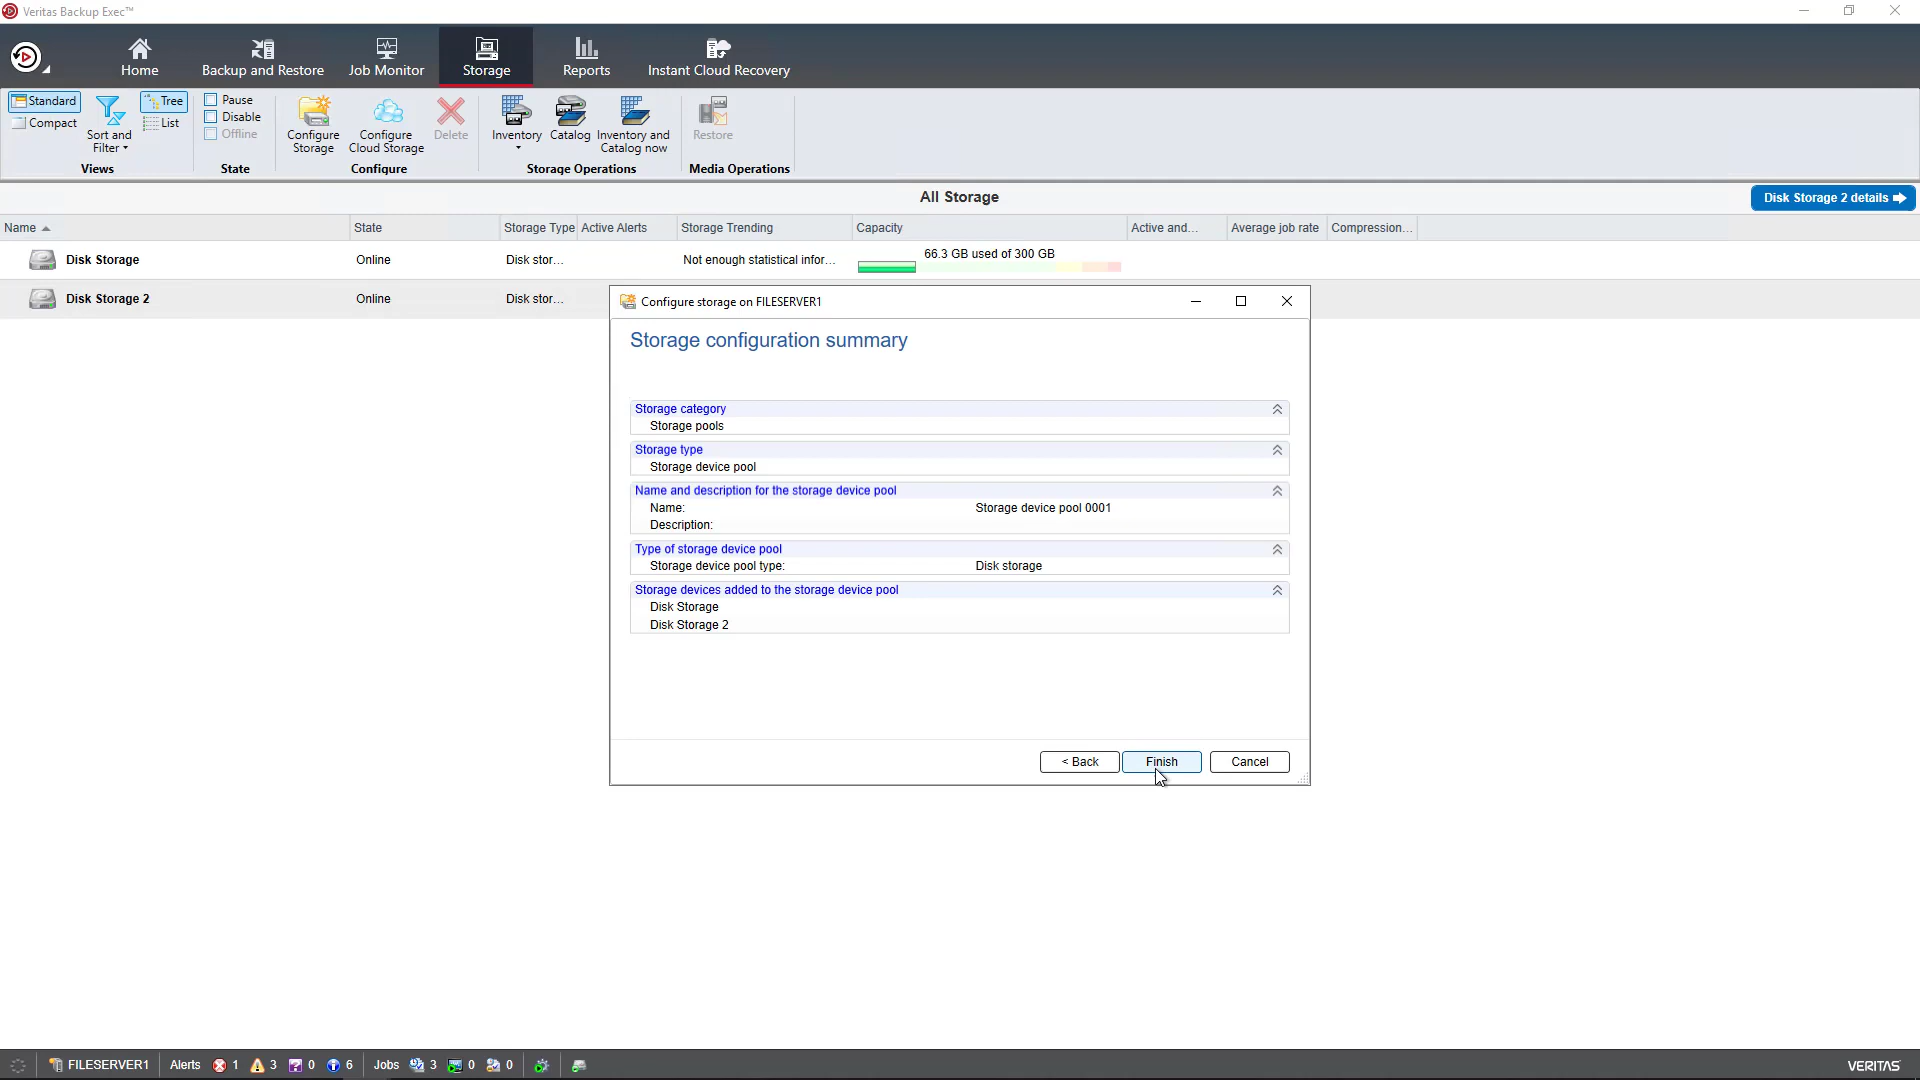 Veritas Backup Exec™
Home
Backup and Restore
Job Monitor
Storage
Reports
Instant Cloud Recovery
Standard
Compact
Sort and
Filter
Tree
List
Views
Pause
Disable
Offline
State
Configure
Storage
Configure
Cloud Storage
Delete
Configure
Inventory
Catalog
Inventory and
Catalog now
Storage Operations
Restore
Media Operations
All Storage
Disk Storage 2 details
Name State Storage Type Active Alerts Storage Trending Capacity Active and... Average job rate Compression...
Disk Storage Online Disk stor... Not enough statistical infor... 66.3 GB used of 300 GB
Disk Storage 2 Online Disk stor...
Configure storage on FILESERVER1
Storage configuration summary
Storage category
Storage pools
Storage type
Storage device pool
Name and description for the storage device pool
Name: Storage device pool 0001
Description:
Type of storage device pool
Storage device pool type: Disk storage
Storage devices added to the storage device pool
Disk Storage
Disk Storage 2
< Back Finish Cancel
FILESERVER1 Alerts 1 3 0 6 Jobs 3 0 0 VERITAS